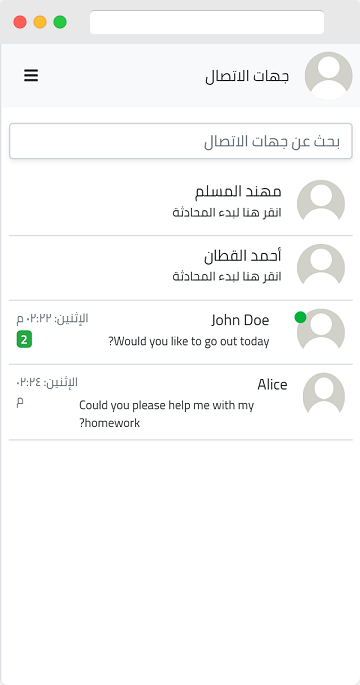 جهات الاتصال
بحث عن جهات الاتصال
مهند المسلم
انقر هنا لبدء المحادثة
أحمد القطان
انقر هنا لبدء المحادثة
John Doe
الإثنين: ٠٢:٢٢ م
?Would you like to go out today
2
Alice
الإثنين: ٠٢:٢٤
م
Could you please help me with my
?homework